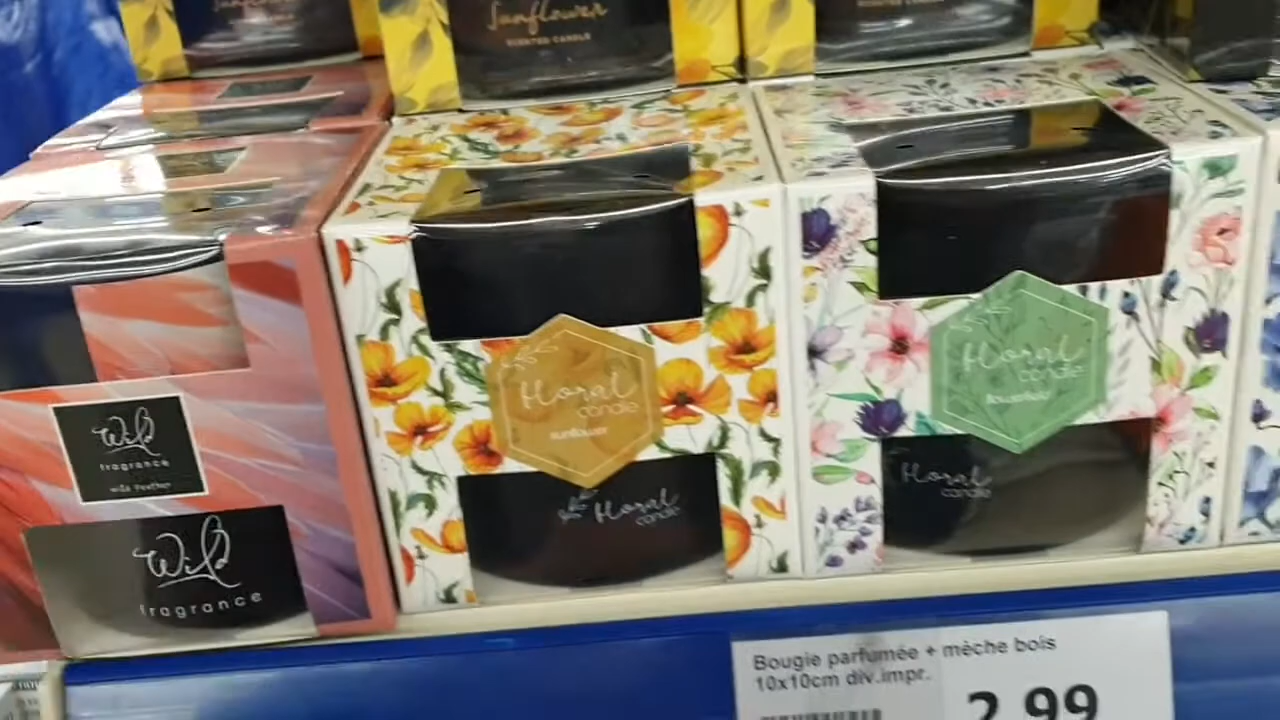 Sunflower
SCENTED CANDLE
Wild
fragrance
wild feather
Wild
fragrance
Floral
candle
sunflower
Floral
candle
Floral
candle
Floral
candle
Bougie parfumée + mèche bois
10x10cm div.impr.
2.99